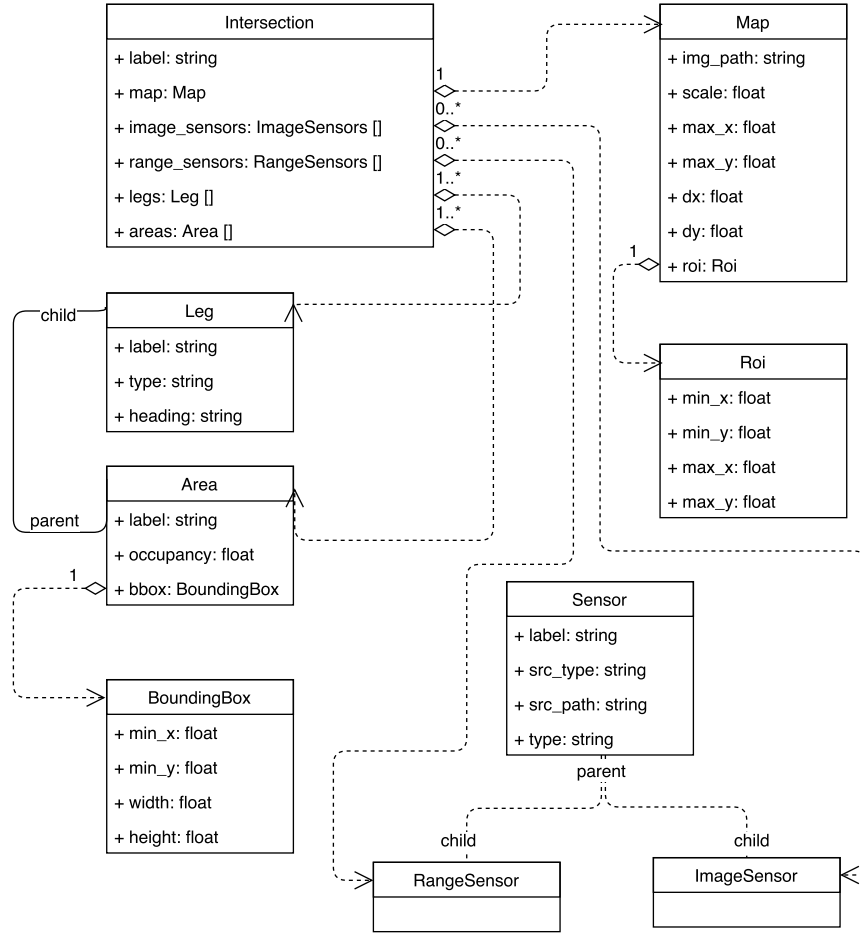 Intersection
+ label: string
+ map: Map
+ image_sensors: ImageSensors []
+ range_sensors: RangeSensors []
+ legs: Leg []
+ areas: Area []
1
0..*
0..*
1..*
1..*
Map
+ img_path: string
+ scale: float
+ max_x: float
+ max_y: float
+ dx: float
+ dy: float
+ roi: Roi
1
child
Leg
+ label: string
+ type: string
+ heading: string
Roi
+ min_x: float
+ min_y: float
+ max_x: float
+ max_y: float
parent
Area
+ label: string
+ occupancy: float
+ bbox: BoundingBox
1
BoundingBox
+ min_x: float
+ min_y: float
+ width: float
+ height: float
Sensor
+ label: string
+ src_type: string
+ src_path: string
+ type: string
parent
child
child
RangeSensor
ImageSensor